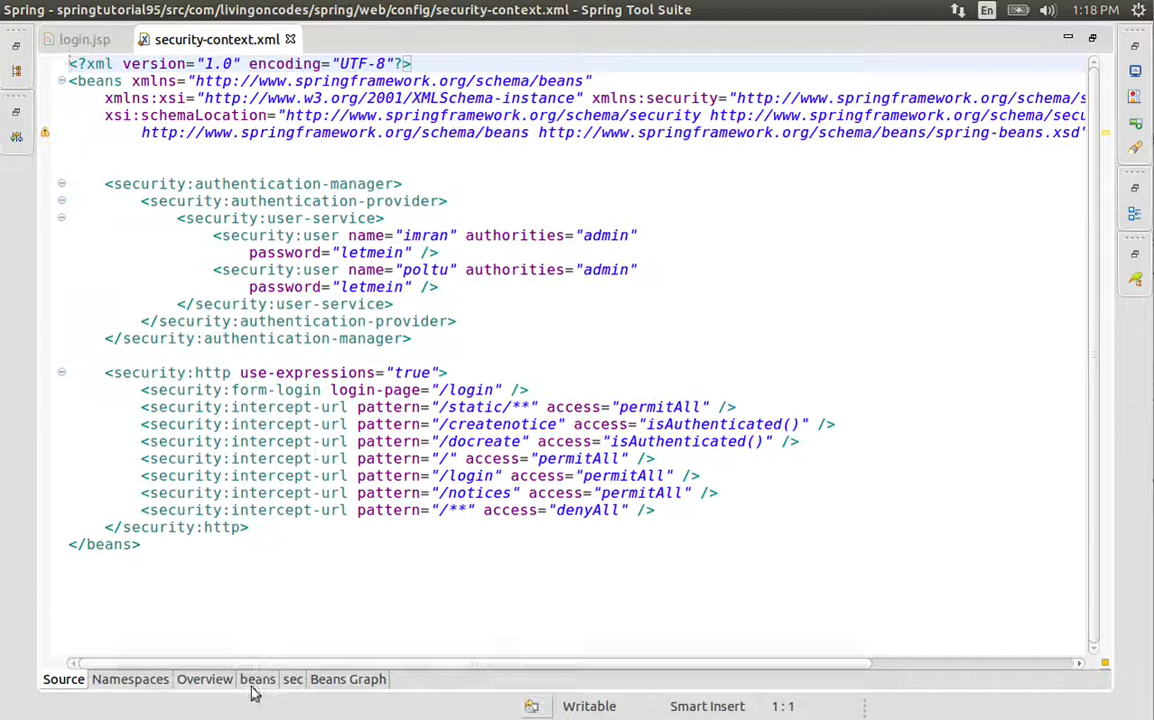 Spring - springtutorial95/src/com/livingoncodes/spring/web/config/security-context.xml - Spring Tool Suite
En
1:18 PM
login.jsp
security-context.xml
<?xml version="1.0" encoding="UTF-8"?>
<beans xmlns="http://www.springframework.org/schema/beans"
xmlns:xsi="http://www.w3.org/2001/XMLSchema-instance" xmlns:security="http://www.springframework.org/schema/s
xsi:schemaLocation="http://www.springframework.org/schema/security http://www.springframework.org/schema/secu
http://www.springframework.org/schema/beans http://www.springframework.org/schema/beans/spring-beans.xsd"
<security:authentication-manager>
<security:authentication-provider>
<security:user-service>
<security:user name="imran" authorities="admin"
password="letmein" />
<security:user name="poltu" authorities="admin"
password="letmein" />
</security:user-service>
</security:authentication-provider>
</security:authentication-manager>
<security:http use-expressions="true">
<security:form-login login-page="/login" />
<security:intercept-url pattern="/static/**" access="permitAll" />
<security:intercept-url pattern="/createnotice" access="isAuthenticated()" />
<security:intercept-url pattern="/docreate" access="isAuthenticated()" />
<security:intercept-url pattern="/" access="permitAll" />
<security:intercept-url pattern="/login" access="permitAll" />
<security:intercept-url pattern="/notices" access="permitAll" />
<security:intercept-url pattern="/**" access="denyAll" />
</security:http>
</beans>
Source Namespaces Overview beans sec Beans Graph
Writable Smart Insert 1 : 1